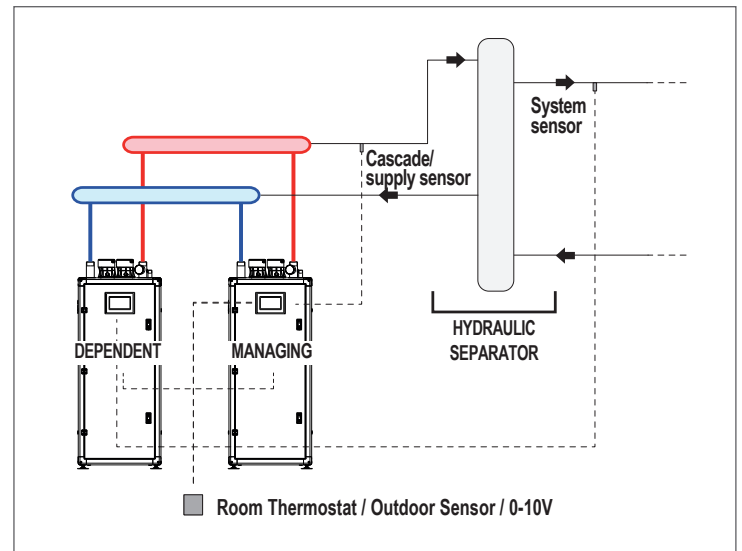 System
sensor
Cascade/
supply sensor
HYDRAULIC
SEPARATOR
DEPENDENT
MANAGING
Room Thermostat / Outdoor Sensor / 0-10V